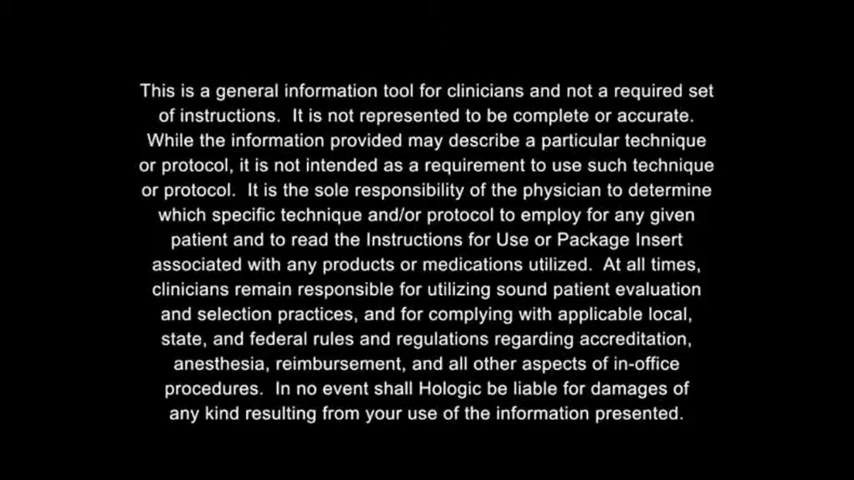 This is a general information tool for clinicians and not a required set
of instructions.  It is not represented to be complete or accurate.
While the information provided may describe a particular technique
or protocol, it is not intended as a requirement to use such technique
or protocol.  It is the sole responsibility of the physician to determine
which specific technique and/or protocol to employ for any given
patient and to read the Instructions for Use or Package Insert
associated with any products or medications utilized.  At all times,
clinicians remain responsible for utilizing sound patient evaluation
and selection practices, and for complying with applicable local,
state, and federal rules and regulations regarding accreditation,
anesthesia, reimbursement, and all other aspects of in-office
procedures.  In no event shall Hologic be liable for damages of
any kind resulting from your use of the information presented.